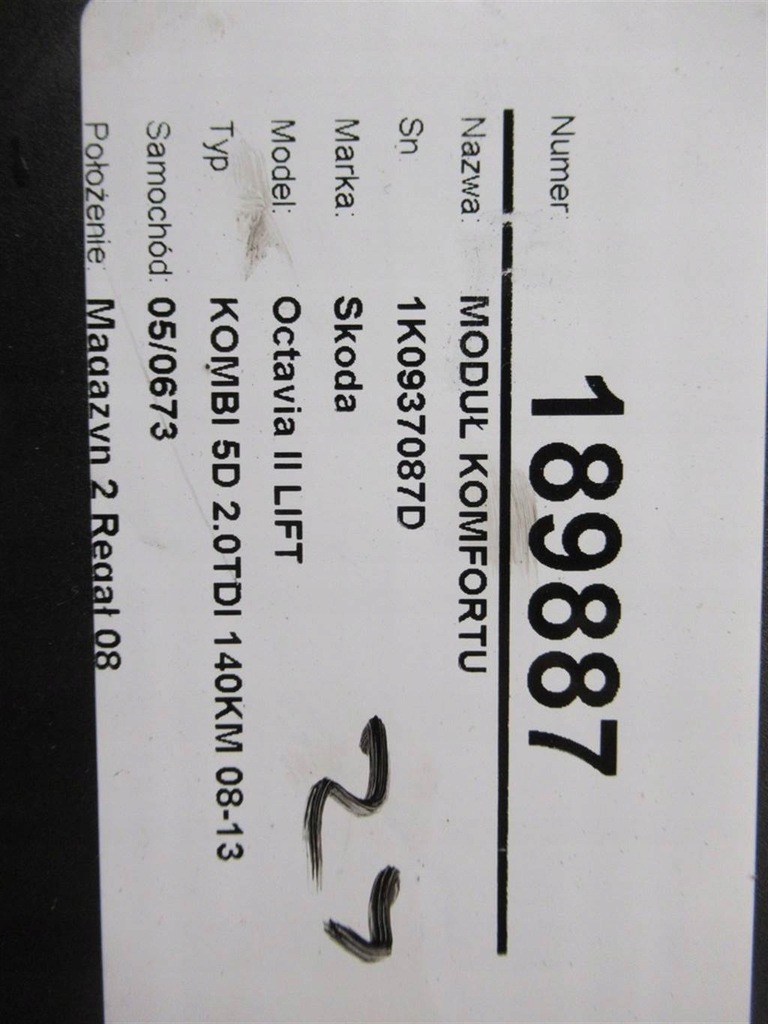 Numer: 189887
Nazwa: MODUŁ KOMFORTU
Sn 1K0937087D
Marka: Skoda
Model: Octavia II LIFT
Typ KOMBI 5D 2.0TDI 140KM 08-13
Samochód: 05/0673
Położenie: Magazyn 2 Regał 08